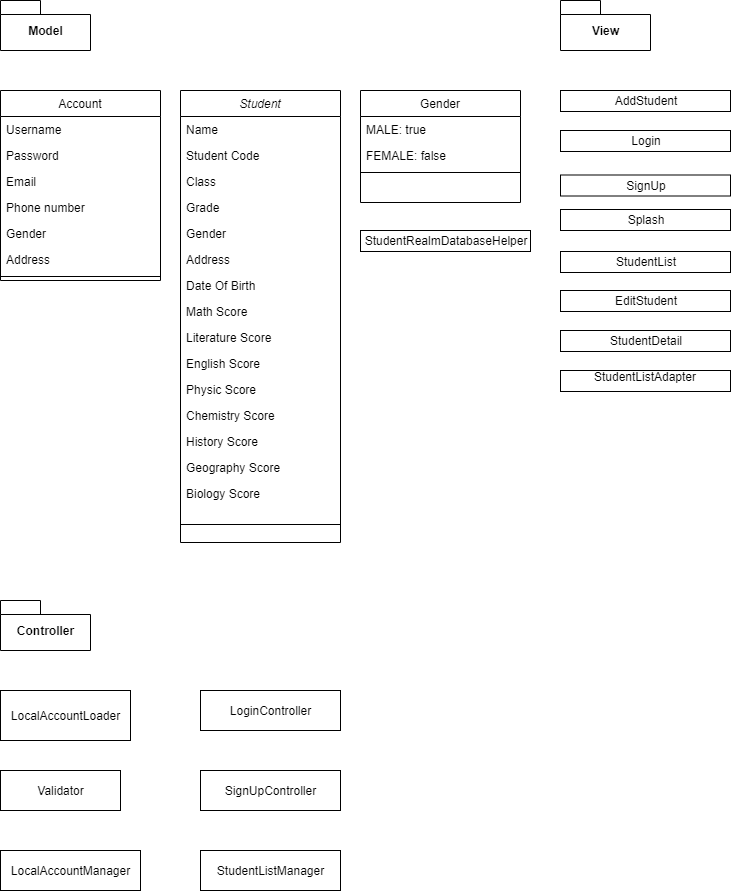 Model
View
Account
Username
Password
Email
Phone number
Gender
Address
Student
Name
Student Code
Class
Grade
Gender
Address
Date Of Birth
Math Score
Literature Score
English Score
Physic Score
Chemistry Score
History Score
Geography Score
Biology Score
Gender
MALE: true
FEMALE: false
StudentRealmDatabaseHelper
AddStudent
Login
SignUp
Splash
StudentList
EditStudent
StudentDetail
StudentListAdapter
Controller
LocalAccountLoader
LoginController
Validator
SignUpController
LocalAccountManager
StudentListManager